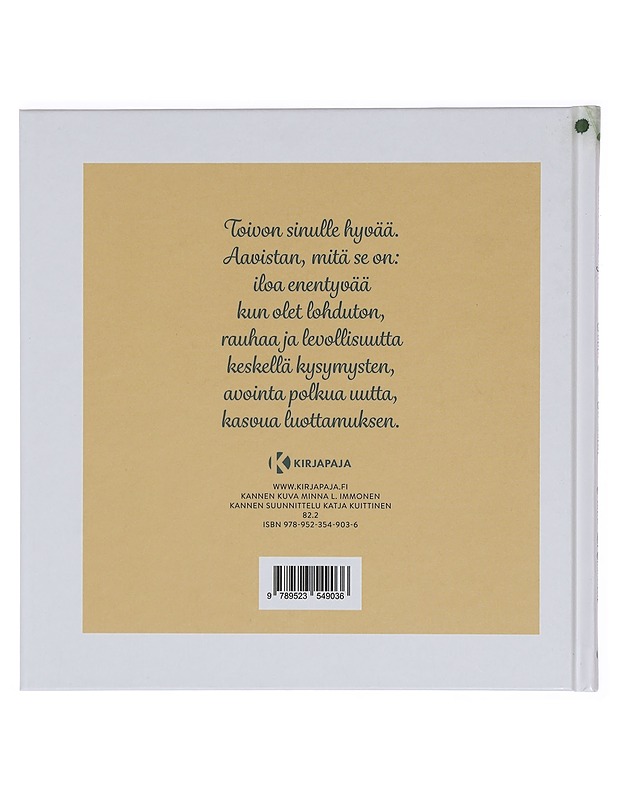 Toivon sinulle hyvää.
Aavistan, mitä se on:
iloa enentyvää
kun olet lohduton,
rauhaa ja levollisuutta
keskellä kysymysten,
avointa polkua uutta,
kasvua luottamuksen.
KIRJAPAJA
WWW.KIRJAPAJA.FI
KANNEN KUVA MINNA L. IMMONEN
KANNEN SUUNNITTELU KATJA KUITTINEN
82.2
ISBN 978-952-354-903-6
9 789523 549036